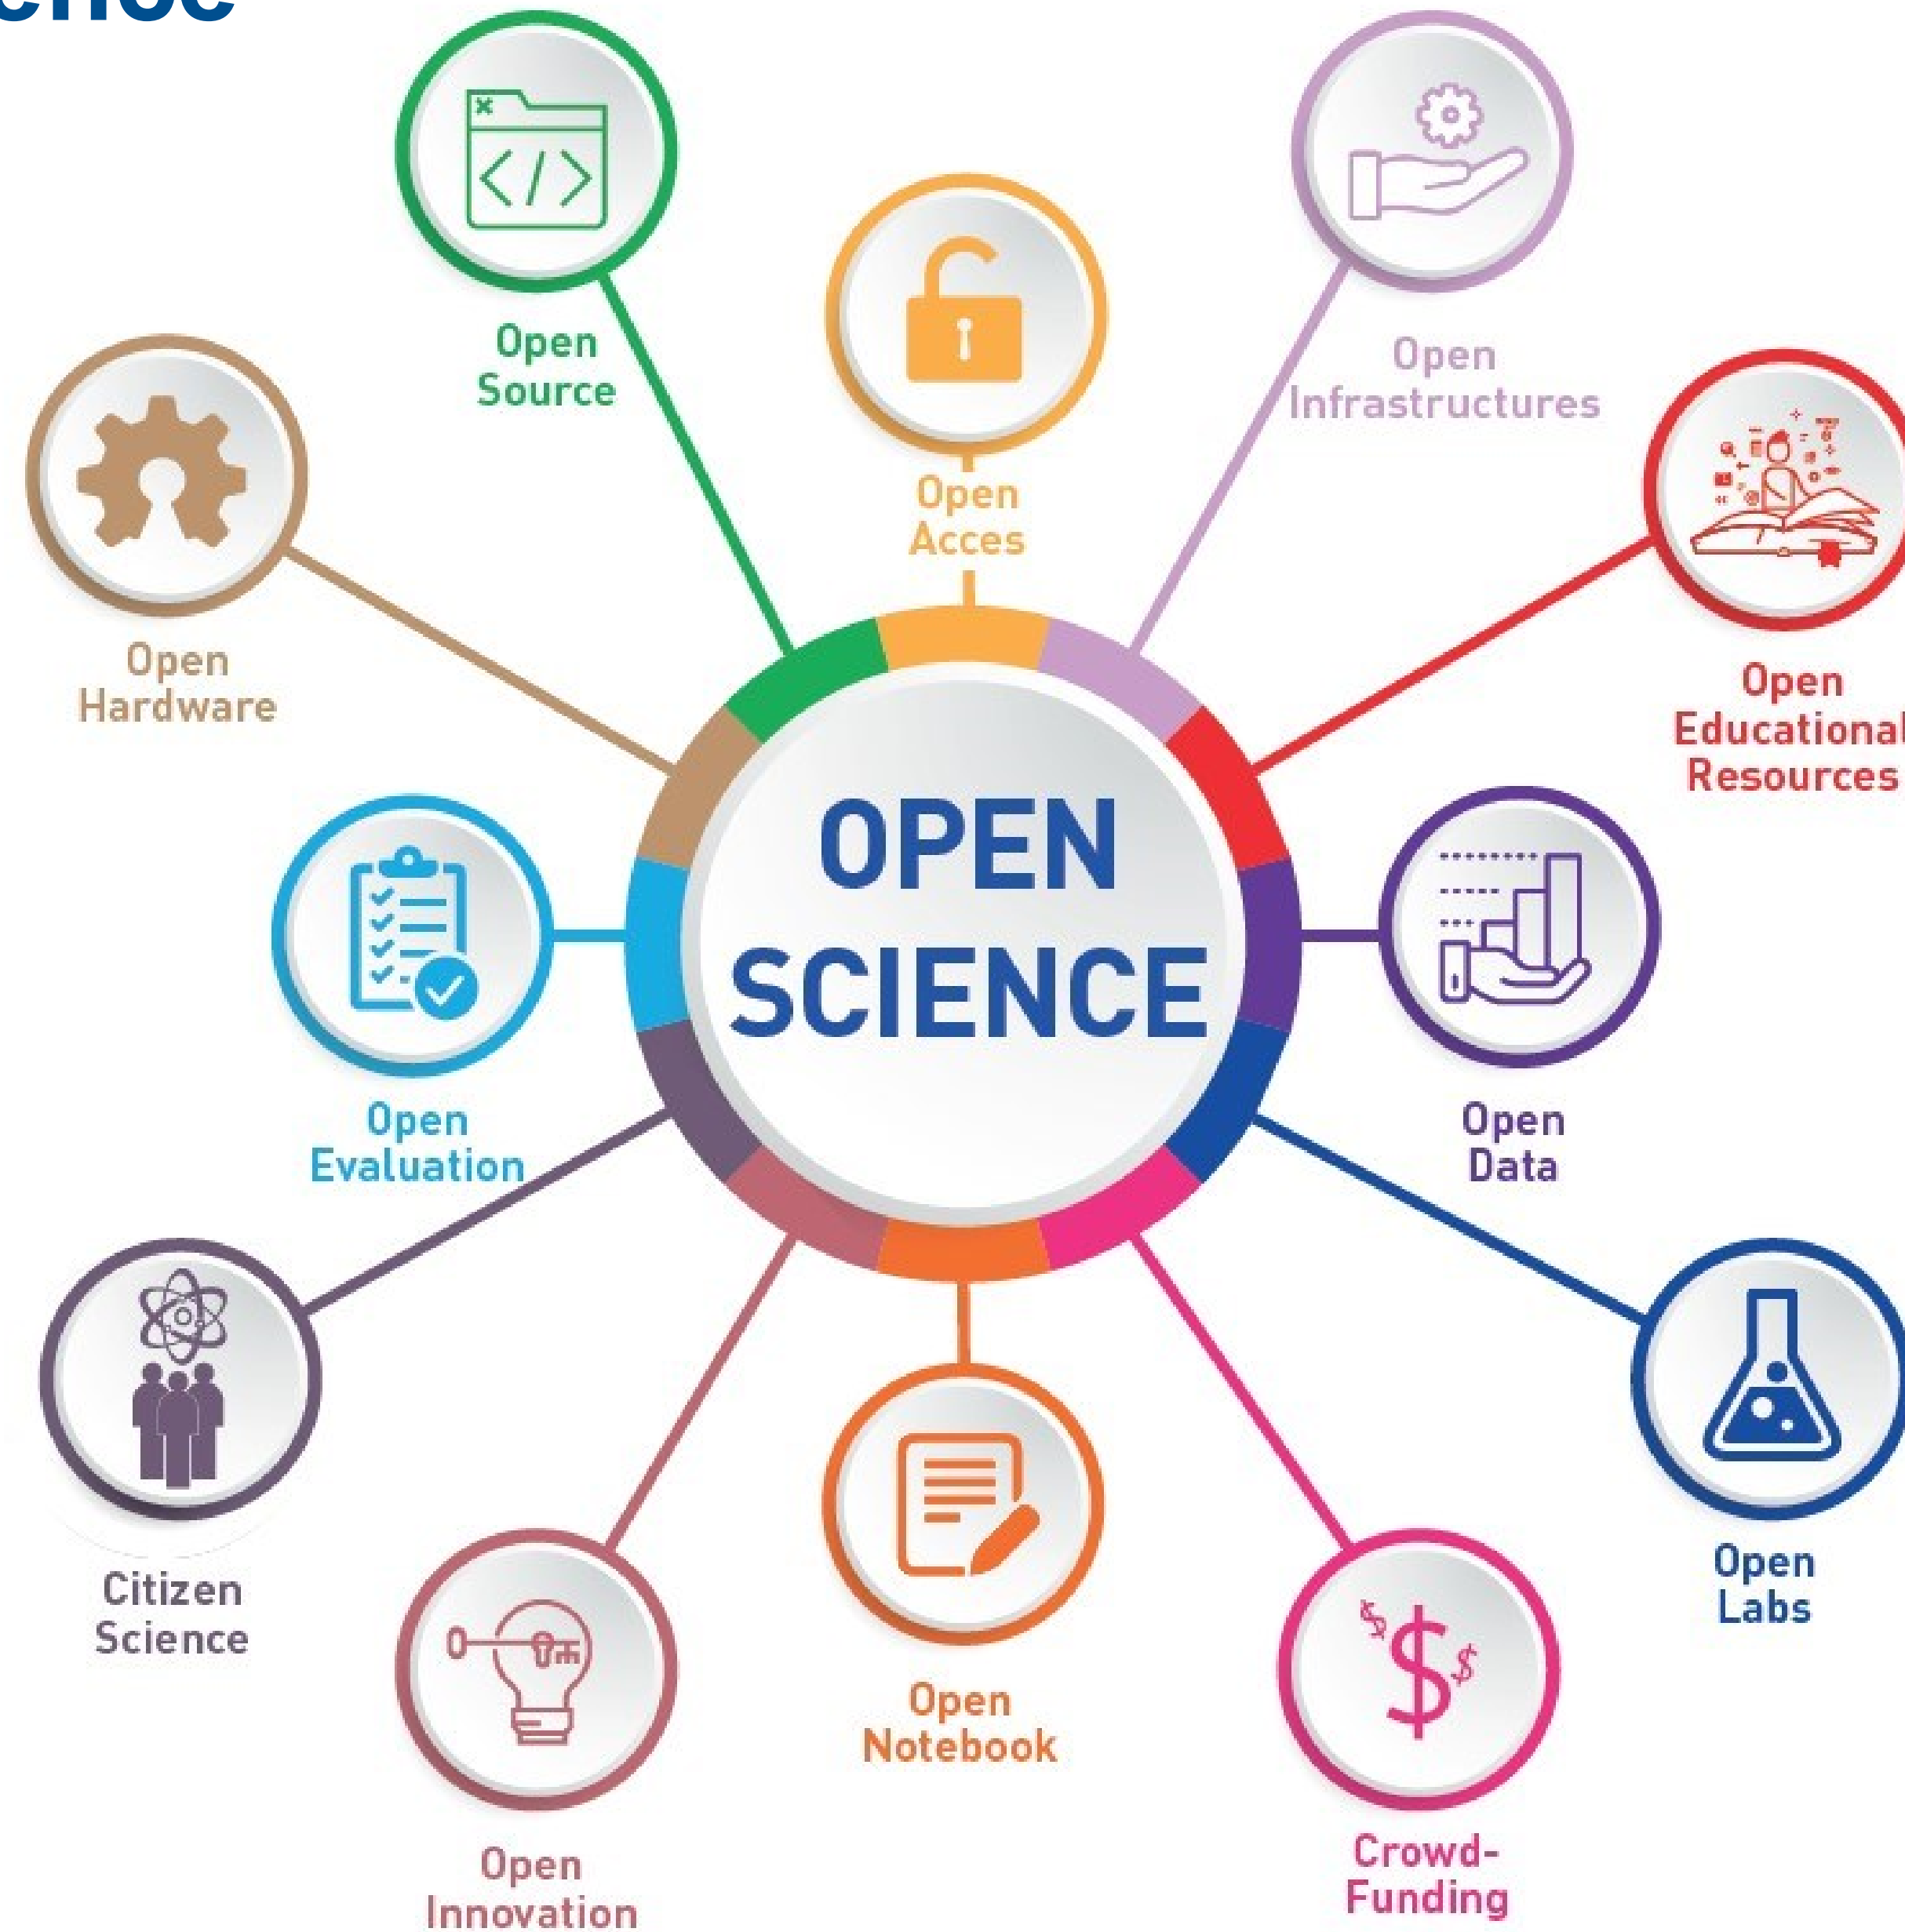 ence
Open
Source
Open
Infrastructures
Open
Acces
Open
Hardware
Open
Educational
Resources
OPEN
SCIENCE
Open
Evaluation
Open
Data
Citizen
Science
Open
Labs
Open
Notebook
Open
Innovation
Crowd-
Funding